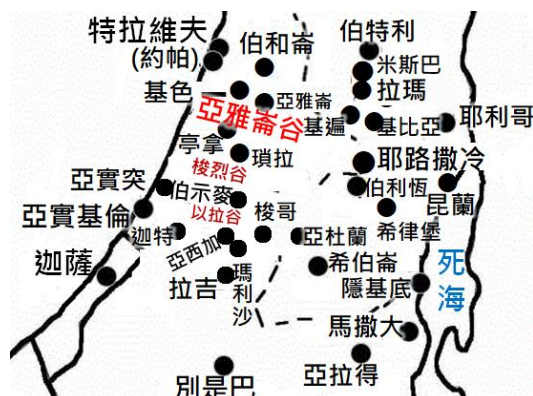 特拉維夫
(約帕)
伯和崙
伯特利
米斯巴
基色
亞雅崙
拉瑪
亞雅崙谷
基遍
基比亞
耶利哥
亭拿
瑣拉
耶路撒冷
梭烈谷
亞實突
伯示麥
伯利恆
昆蘭
以拉谷
亞實基倫
迦特
梭哥
亞杜蘭
希律堡
亞西加
死海
迦薩
瑪利沙
希伯崙
拉吉
隱基底
馬撒大
別是巴
亞拉得